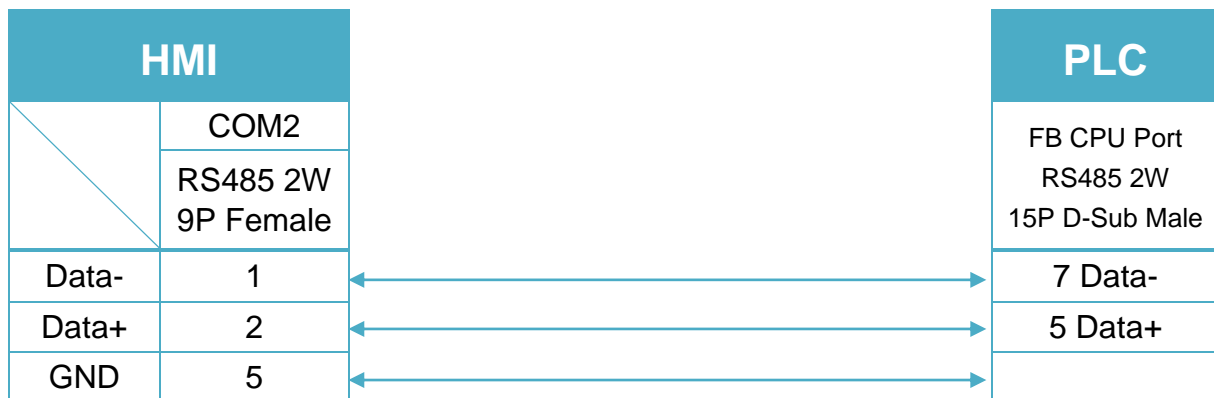 HMI
PLC
COM2
RS485 2W
9P Female
FB CPU Port
RS485 2W
15P D-Sub Male
Data- 1 7 Data-
Data+ 2 5 Data+
GND 5